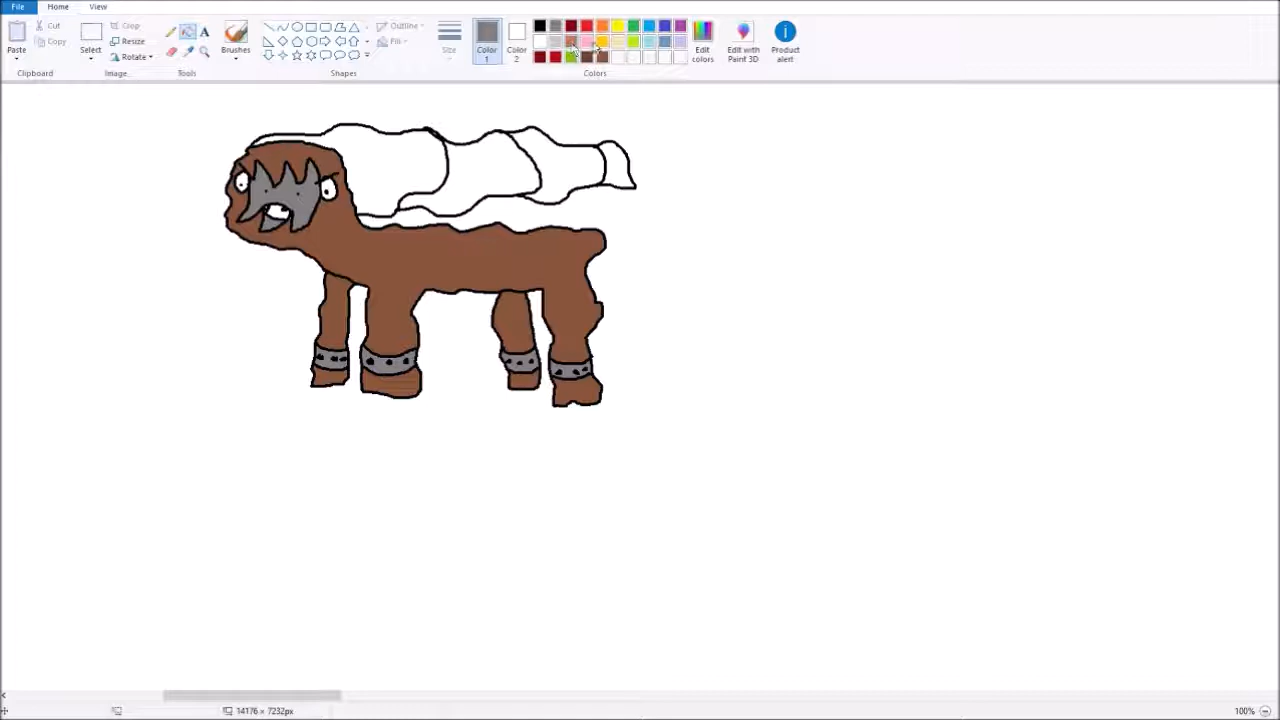 File Home View
Paste Cut Copy Select Crop Resize Rotate A Brushes Outline Fill Size Color 1 Color 2 Edit colors Edit with Paint 3D Product alert
Clipboard Image Tools Shapes Colors
14176 × 7232px 100%